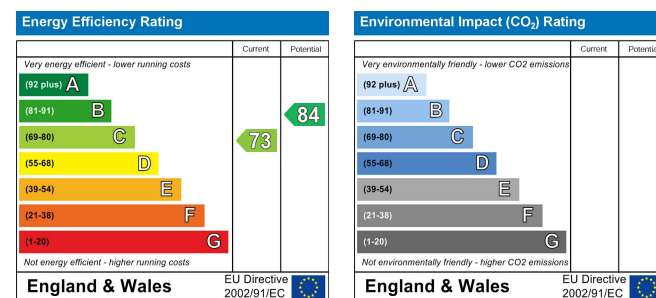 Energy Efficiency Rating
Current Potential
Very energy efficient - lower running costs
(92 plus) A
(81-91) B
(69-80) C
(55-68) D
(39-54) E
(21-38) F
(1-20) G
73
84
Not energy efficient - higher running costs
England & Wales
EU Directive
2002/91/EC
Environmental Impact (CO2) Rating
Current Potentia
Very environmentally friendly - lower CO2 emissions
(92 plus) A
(81-91) B
(69-80) C
(55-68) D
(39-54) E
(21-38) F
(1-20) G
Not environmentally friendly - higher CO2 emissions
England & Wales
EU Directive
2002/91/EC